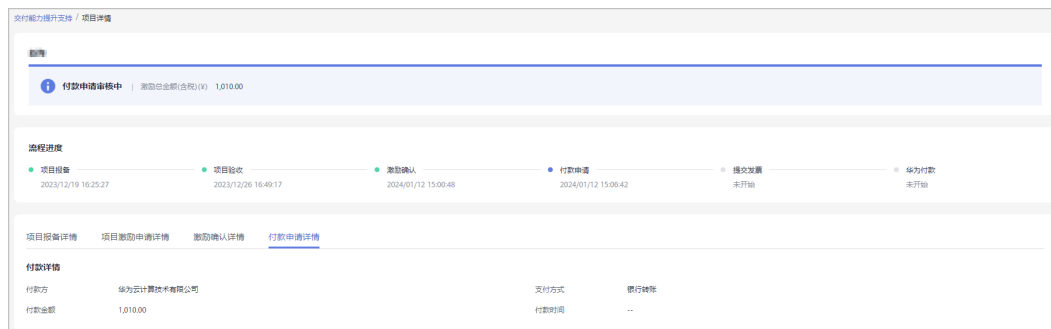 交付能力提升支持 / 项目详情
付款申请审核中 | 激励总金额(含税)(¥) 1,010.00
流程进度
项目报备 项目验收 激励确认 付款申请 提交发票 华为付款
2023/12/19 16:25:27 2023/12/26 16:49:17 2024/01/12 15:00:48 2024/01/12 15:06:42 未开始 未开始
项目报备详情 项目激励申请详情 激励确认详情 付款申请详情
付款详情
付款方 华为云计算技术有限公司 支付方式 银行转账
付款金额 1,010.00 付款时间 --